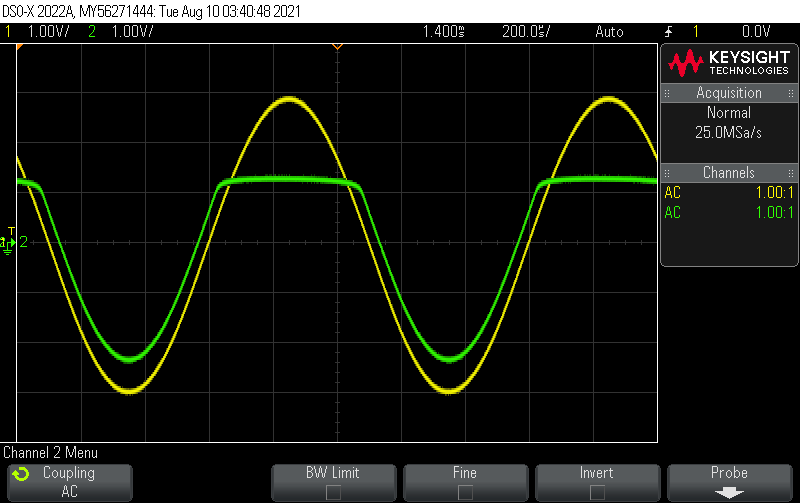 DSO-X 2022A, MY56271444: Tue Aug 10 03:40:48 2021
1 1.00V/ 2 1.00V/ 1.400s 200.0s/ Auto 1 0.0V
KEYSIGHT
TECHNOLOGIES
Acquisition
Normal
25.0MSa/s
Channels
AC 1.00:1
AC 1.00:1
T
2
Channel 2 Menu
Coupling
AC
BW Limit
Fine
Invert
Probe